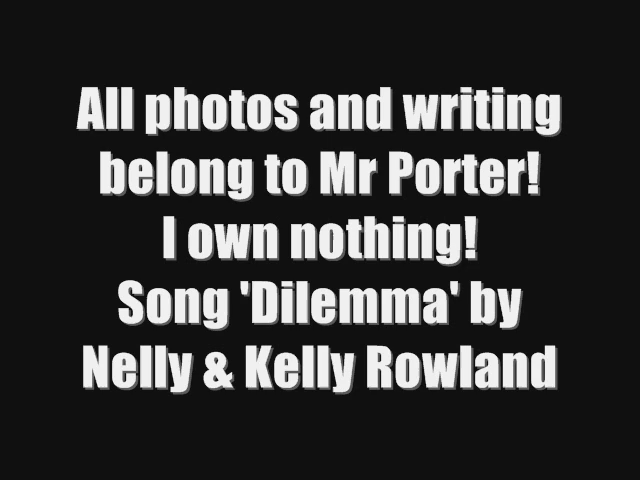 All photos and writing
belong to Mr Porter!
I own nothing!
Song 'Dilemma' by
Nelly & Kelly Rowland